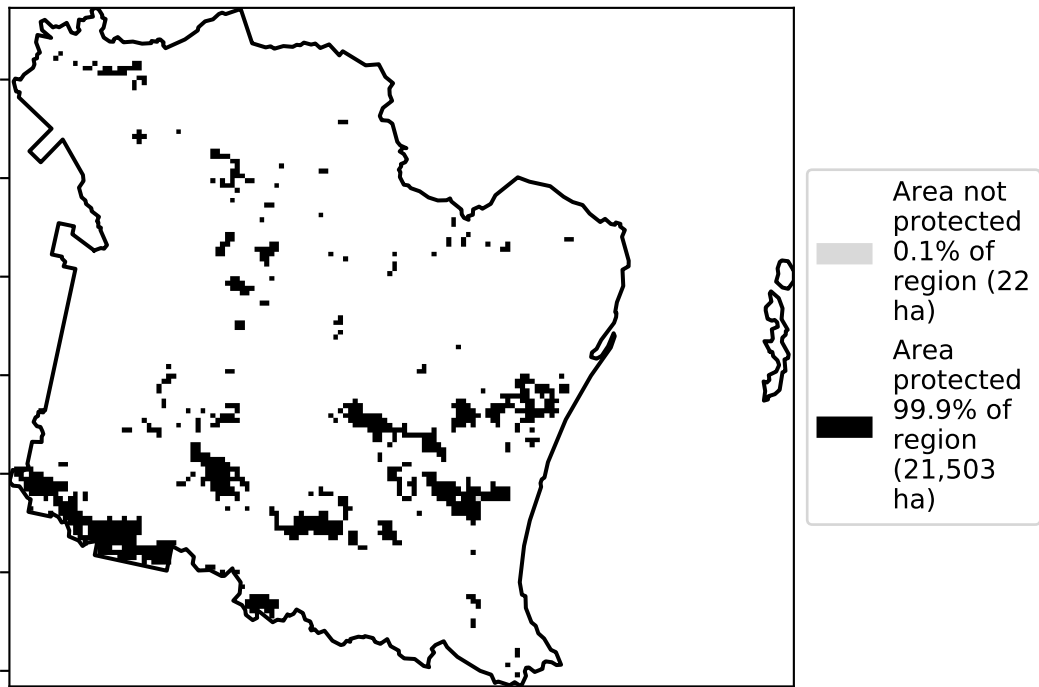 Area not
protected
0.1% of
region (22
ha)
Area
protected
99.9% of
region
(21,503
ha)